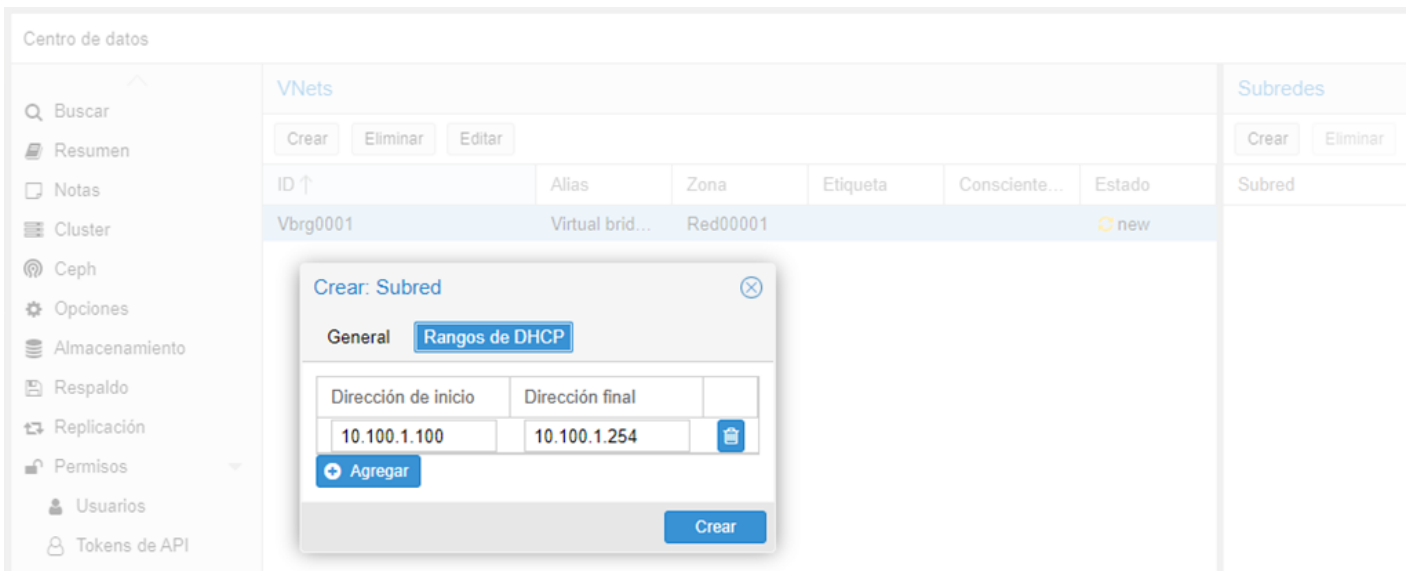 Centro de datos
Buscar
Resumen
Notas
Cluster
Ceph
Opciones
Almacenamiento
Respaldo
Replicación
Permisos
Usuarios
Tokens de API
VNets
Crear Eliminar Editar
ID Alias Zona Etiqueta Consciente... Estado
Vbrg0001 Virtual brid... Red00001 new
Subredes
Crear Eliminar
Subred
Crear: Subred
General Rangos de DHCP
Dirección de inicio Dirección final
10.100.1.100 10.100.1.254
Agregar
Crear